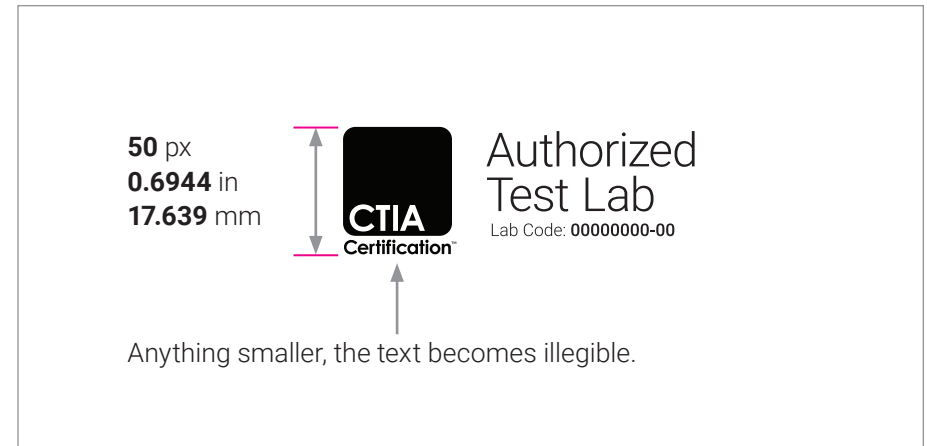 50 px
0.6944 in
17.639 mm
CTIA
Certification™
Authorized
Test Lab
Lab Code: 00000000-00
Anything smaller, the text becomes illegible.